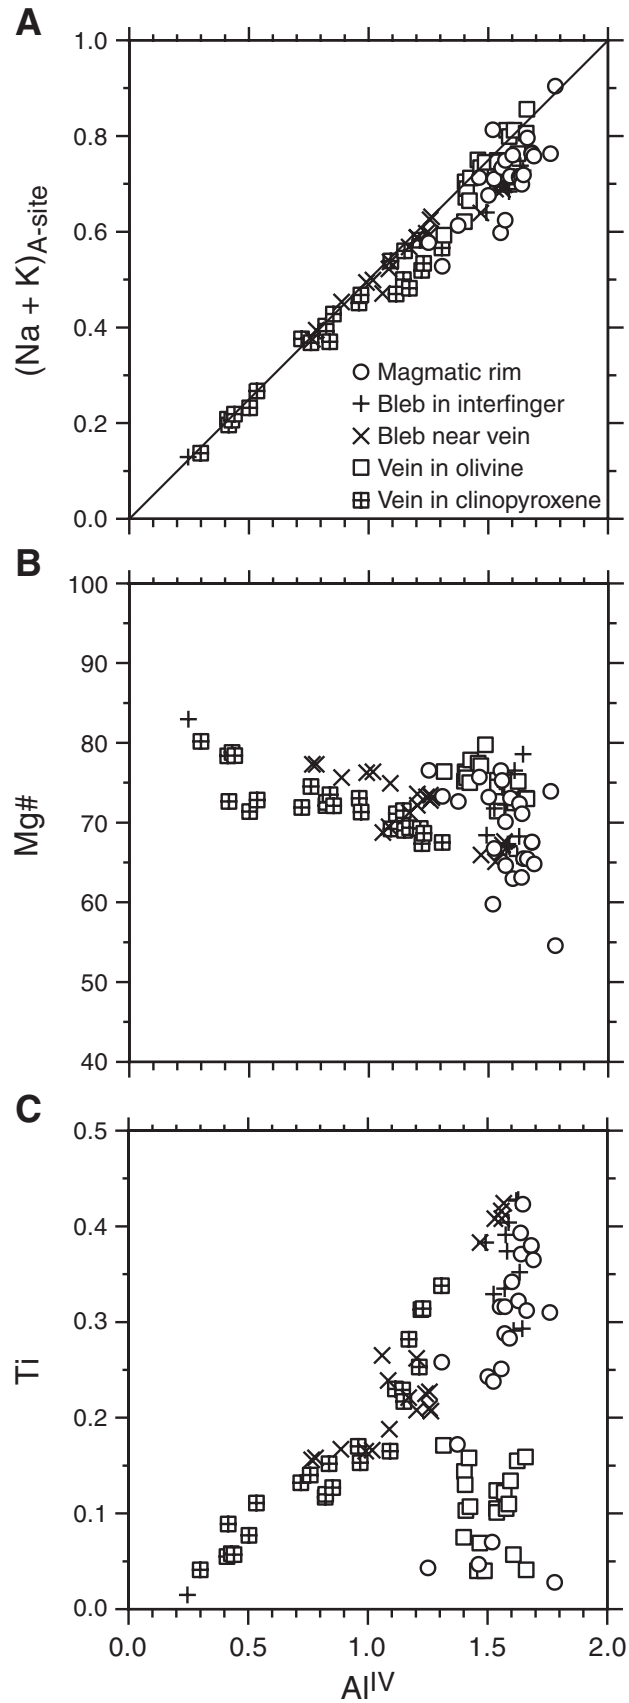 A
1.0
0.8
0.6
0.4
0.2
0.0
(Na + K)A-site
Magmatic rim
Bleb in interfinger
Bleb near vein
Vein in olivine
Vein in clinopyroxene
B
100
90
80
70
60
50
40
Mg#
C
0.5
0.4
0.3
0.2
0.1
0.0
Ti
0.0 0.5 1.0 1.5 2.0
AlIV